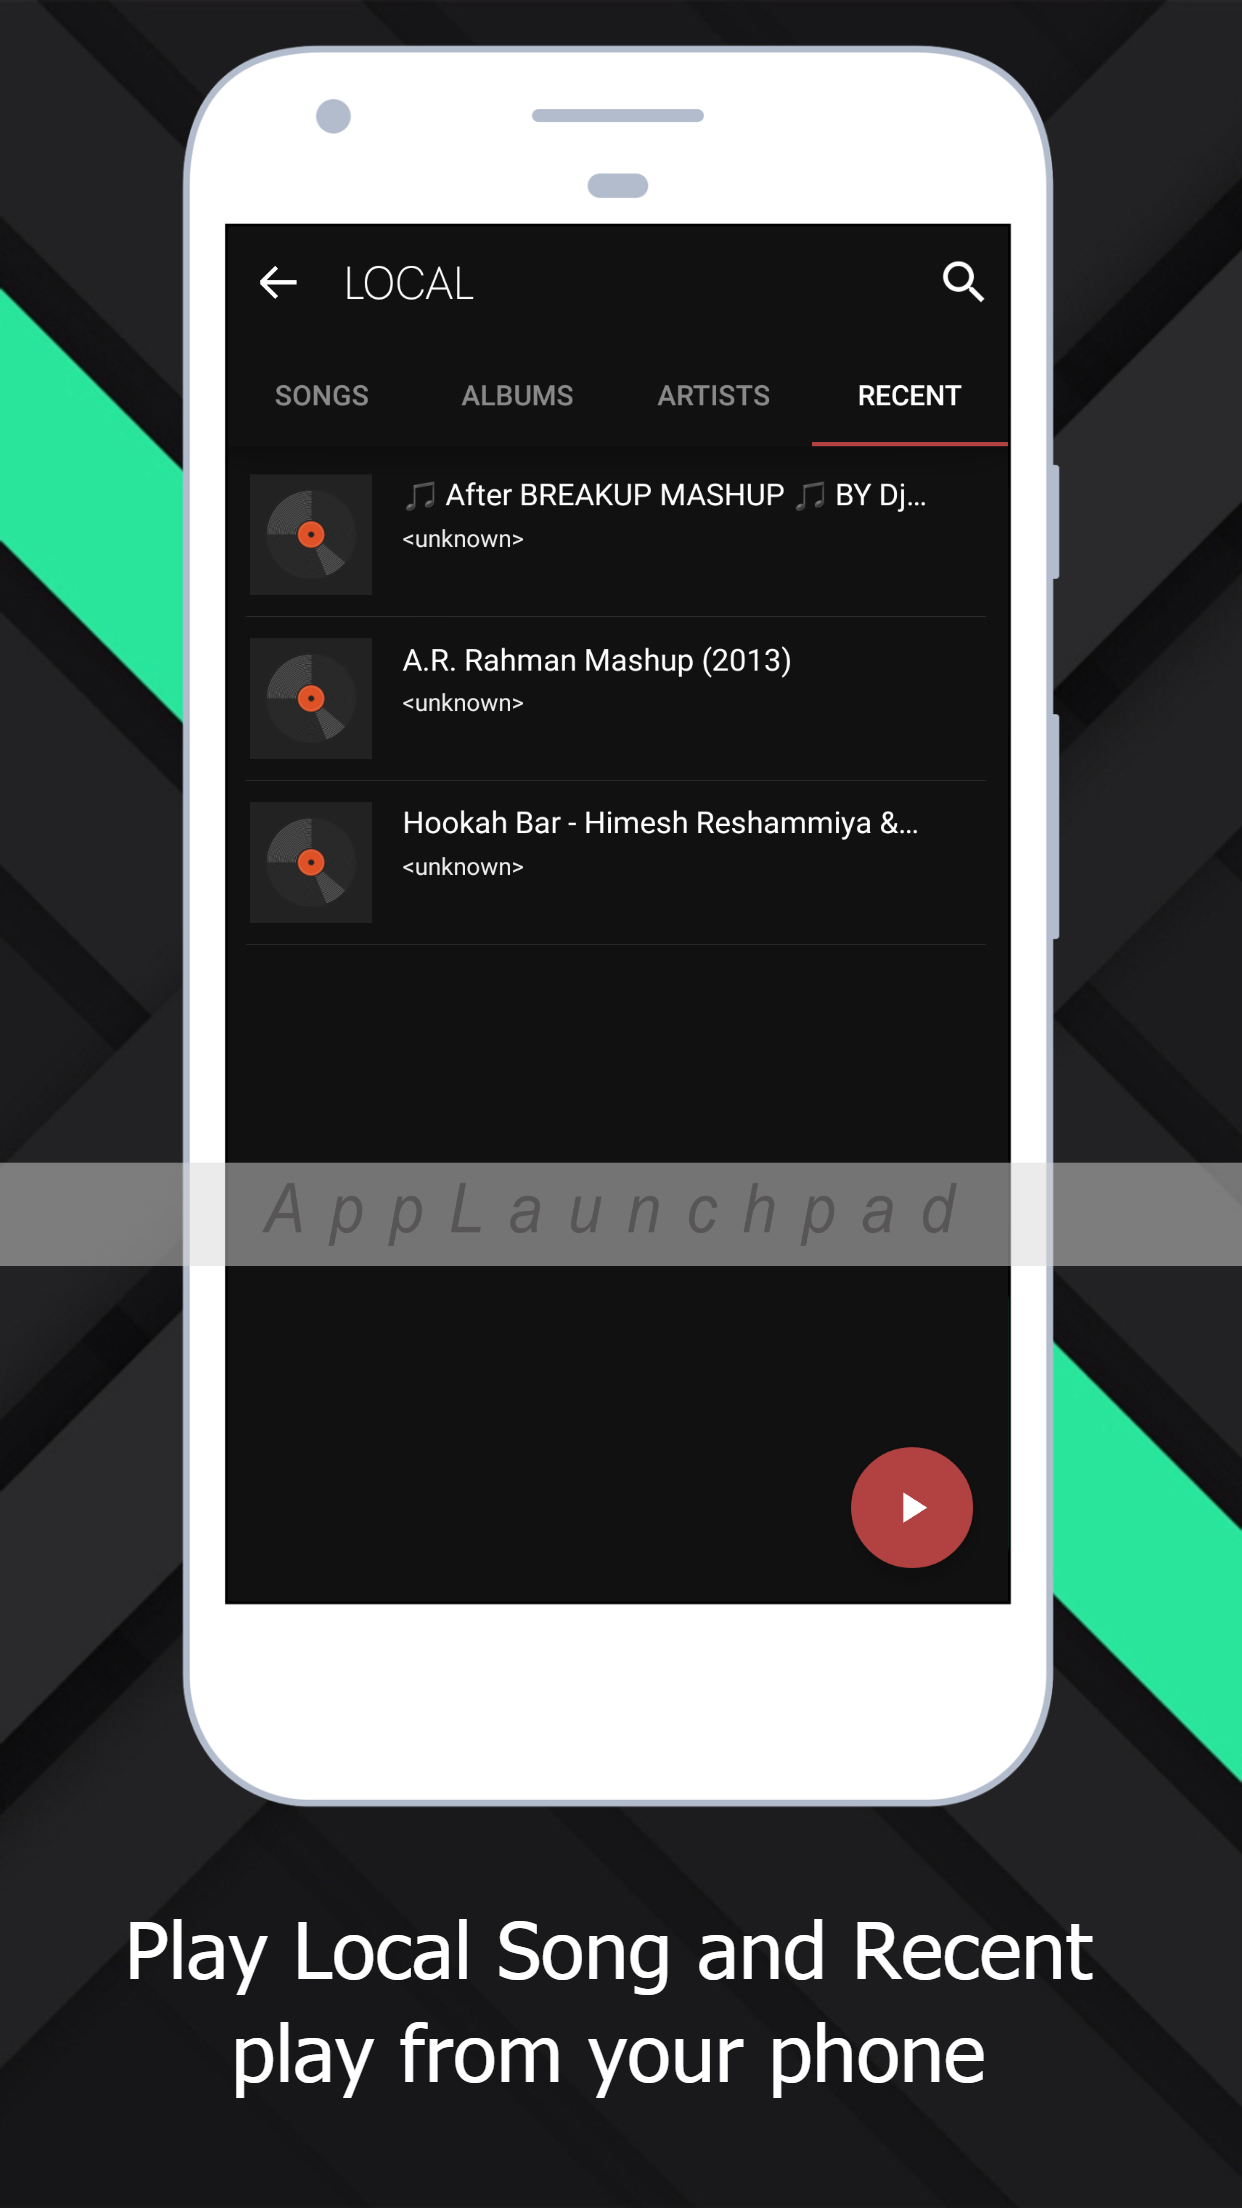 LOCAL
SONGS ALBUMS ARTISTS RECENT
🎵 After BREAKUP MASHUP 🎵 BY Dj...
<unknown>
A.R. Rahman Mashup (2013)
<unknown>
Hookah Bar - Himesh Reshammiya &...
<unknown>
AppLaunchpad
Play Local Song and Recent
play from your phone